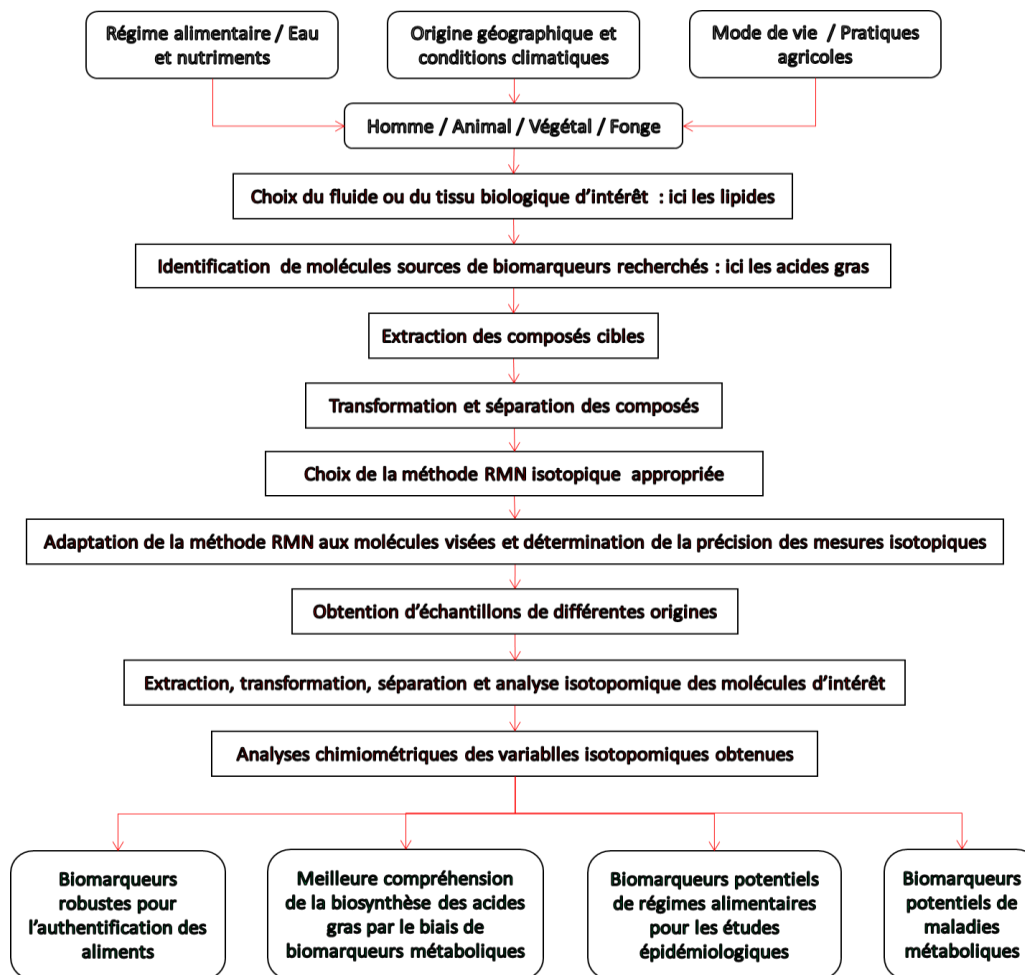 Régime alimentaire / Eau
et nutriments
Origine géographique et
conditions climatiques
Mode de vie / Pratiques
agricoles
Homme / Animal / Végétal / Fonge
Choix du fluide ou du tissu biologique d'intérêt : ici les lipides
Identification de molécules sources de biomarqueurs recherchés : ici les acides gras
Extraction des composés cibles
Transformation et séparation des composés
Choix de la méthode RMN isotopique appropriée
Adaptation de la méthode RMN aux molécules visées et détermination de la précision des mesures isotopiques
Obtention d'échantillons de différentes origines
Extraction, transformation, séparation et analyse isotopomique des molécules d'intérêt
Analyses chimiométriques des variablles isotopomiques obtenues
Biomarqueurs
robustes pour
l'authentification des
aliments
Meilleure compréhension
de la biosynthèse des acides
gras par le biais de
biomarqueurs métaboliques
Biomarqueurs potentiels
de régimes alimentaires
pour les études
épidémiologiques
Biomarqueurs
potentiels de
maladies
métaboliques